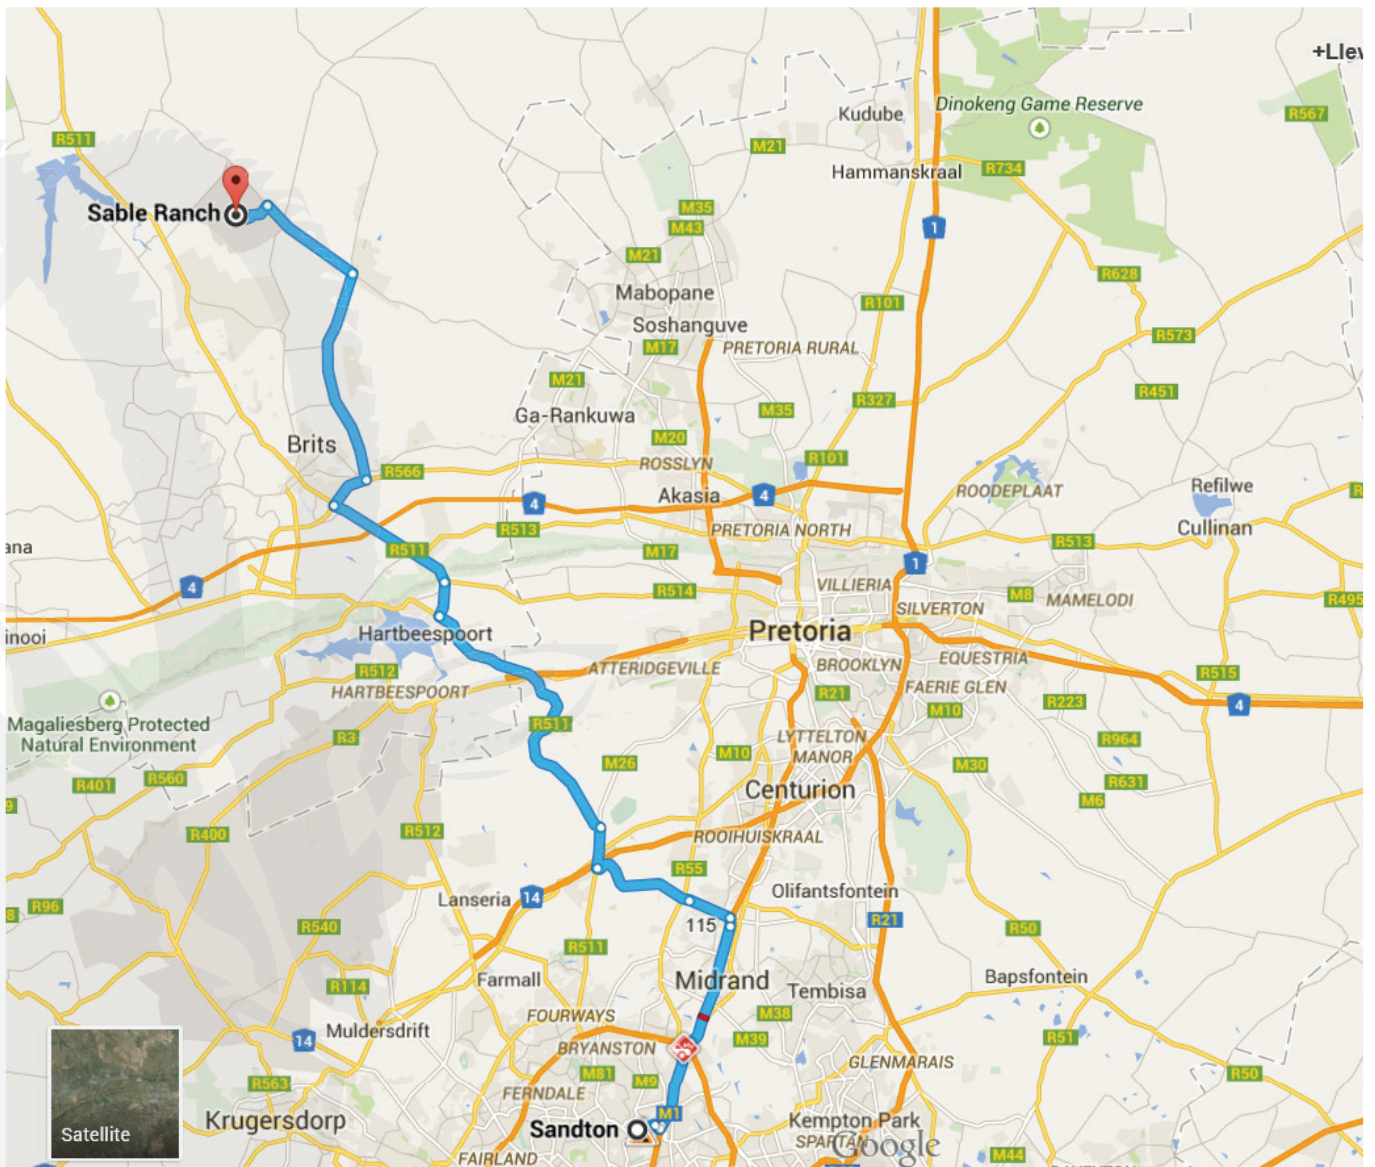 +Llew
Dinokeng Game Reserve
Kudube
R567
R511
M21
Hammanskraal
R734
Sable Ranch
M35
M43
1
M21
R628
Mabopane
R101
Soshanguve
R573
M17
PRETORIA RURAL
M21
R451
R327
Ga-Rankuwa
M35
M20
Brits
R101
ROSSLYN
R566
Refilwe
Akasia
4
ROODEPLAAT
4
Cullinan
R513
PRETORIA NORTH
R513
ana
R511
M17
1
4
VILLIERIA
R514
M8
MAMELODI
R495
SILVERTON
inooi
Hartbeespoort
Pretoria
EQUESTRIA
ATTERIDGEVILLE
BROOKLYN
R512
R515
HARTBEESPOORT
R21
FAERIE GLEN
R223
4
M10
Magaliesberg Protected
Natural Environment
R511
LYTTELTON
MANOR
R3
M10
R964
M26
M30
R560
R401
R631
Centurion
M6
9
R400
R512
ROOIHUISKRAAL
R55
Lanseria
14
Olifantsfontein
R96
8
R540
115
R21
R50
R511
Farmall
Midrand
Bapsfontein
R114
Tembisa
FOURWAYS
M38
Muldersdrift
14
M39
R51
BRYANSTON
GLENMARAIS
M81
M9
R50
R563
FERNDALE
M1
Krugersdorp
Sandton
Kempton Park
Satellite
SPARTAN
Google
FAIRLAND
M44